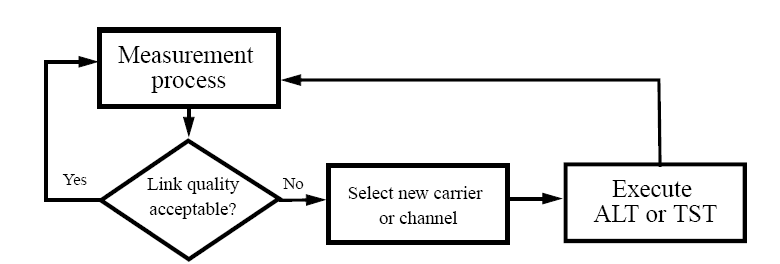 Measurement
process
Yes
Link quality
acceptable?
No
Select new carrier
or channel
Execute
ALT or TST